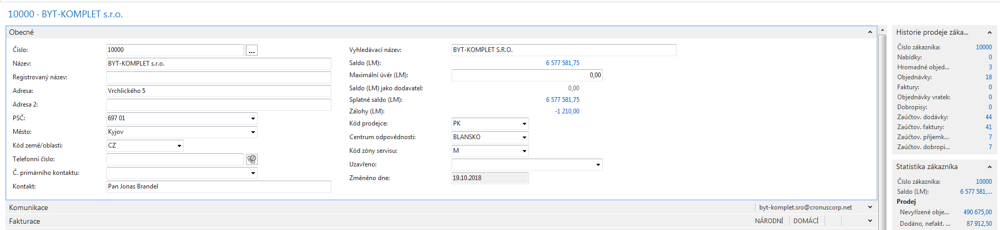 10000 · BYT-KOMPLET s.r.o.
Obecné
Číslo: 10000 ...
Název: BYT-KOMPLET s.r.o.
Registrovaný název:
Adresa: Vrchlického 5
Adresa 2:
PSČ: 697 01
Město: Kyjov
Kód země/oblasti: CZ
Telefonní číslo:
Č. primárního kontaktu:
Kontakt: Pan Jonas Brandel
Vyhledávací název: BYT-KOMPLET S.R.O.
Saldo (LM): 6 577 581,75
Maximální úvěr (LM): 0,00
Saldo (LM) jako dodavatel: 0,00
Splatné saldo (LM): 6 577 581,75
Zálohy (LM): -1 210,00
Kód prodejce: PK
Centrum odpovědnosti: BLANSKO
Kód zóny servisu: M
Uzavřeno:
Změněno dne: 19.10.2018
Komunikace byt-komplet.sro@cronuscorp.net
Fakturace NÁRODNÍ DOMÁCÍ
Historie prodeje záka...
Číslo zákazníka: 10000
Nabídky: 0
Hromadné objed... 3
Objednávky: 18
Faktury: 0
Objednávky vratek: 0
Dobropisy: 0
Zaúčtov. dodávky: 44
Zaúčtov. faktury: 41
Zaúčtov. příjemk... 7
Zaúčtov. dobropi... 7
Statistika zákazníka
Číslo zákazníka: 10000
Saldo (LM): 6 577 581,...
Prodej
Nevyřízené obje... 490 675,00
Dodáno, nefakt. ... 87 912,50